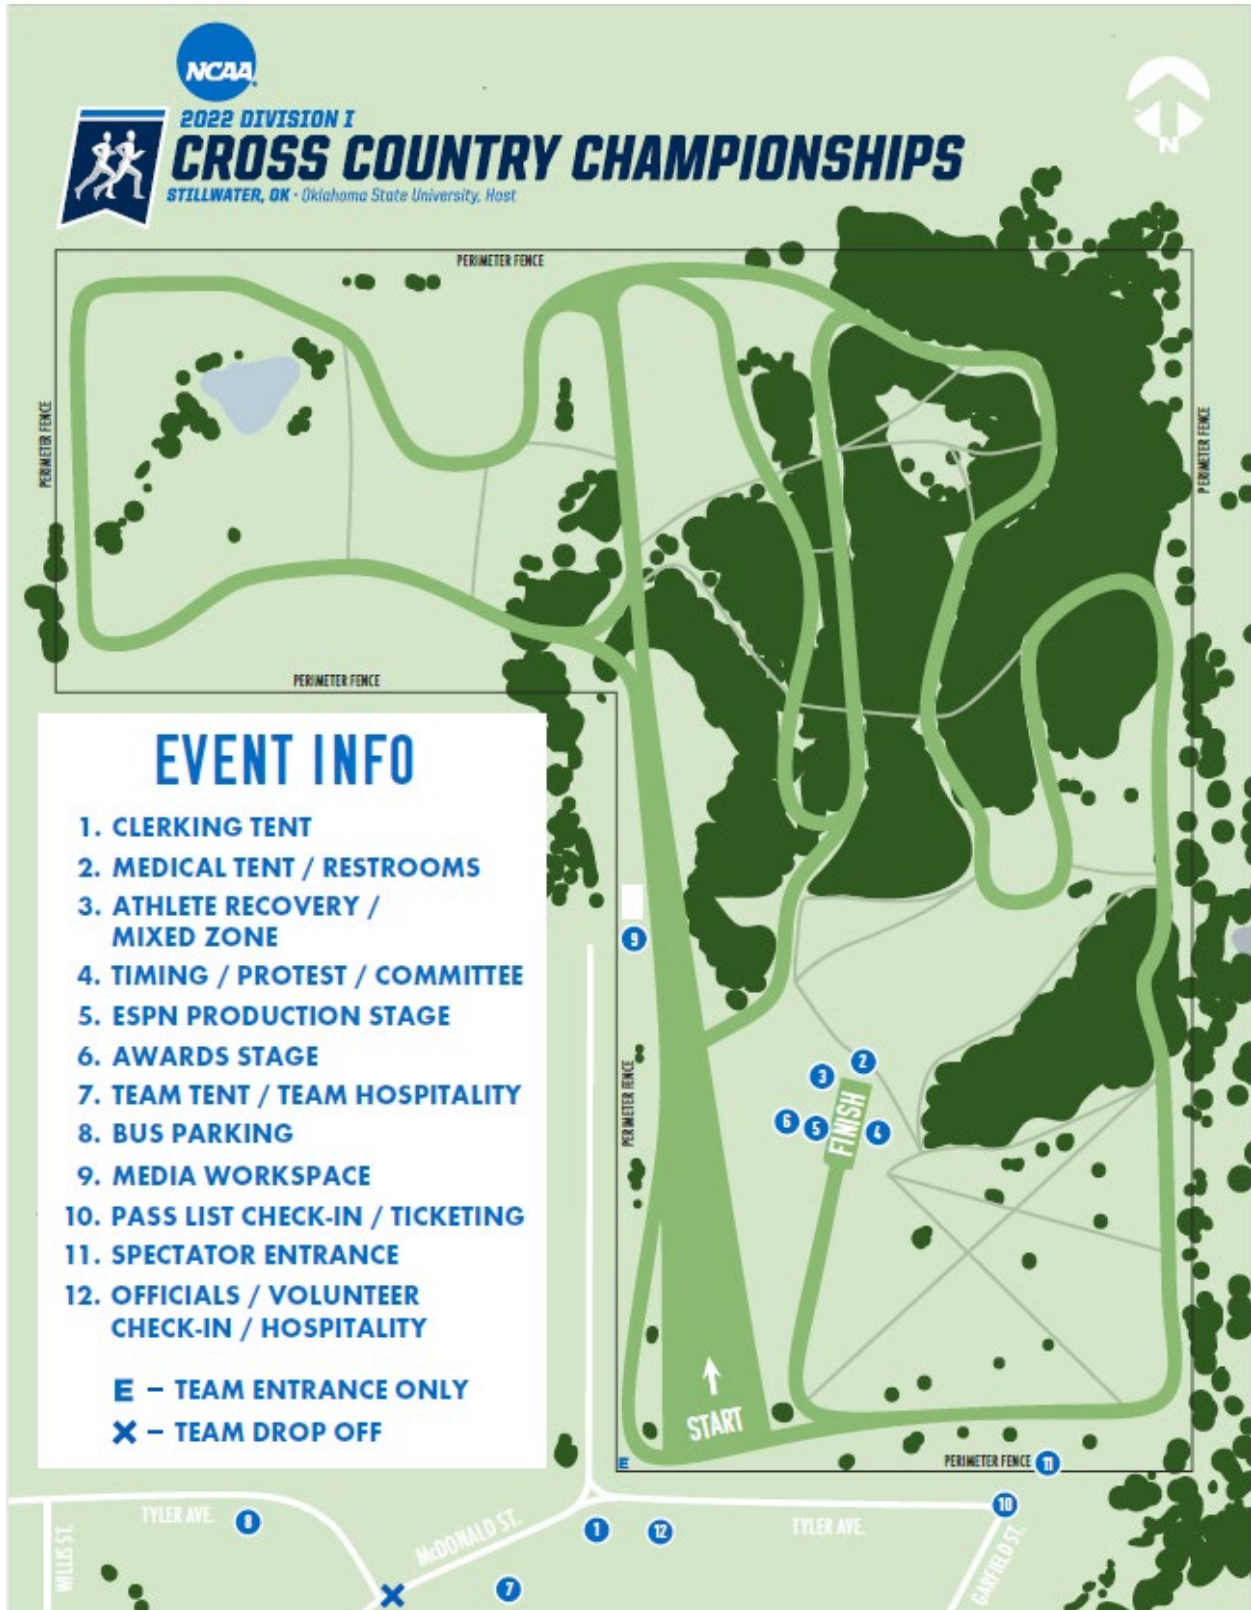 NCAA
N
2022 DIVISION I
CROSS COUNTRY CHAMPIONSHIPS
STILLWATER, OK - Oklahoma State University, Host
PERIMETER FENCE
PERIMETER FENCE
PERIMETER FENCE
PERIMETER FENCE
EVENT INFO
1. CLERKING TENT
2. MEDICAL TENT / RESTROOMS
3. ATHLETE RECOVERY /
MIXED ZONE
4. TIMING / PROTEST / COMMITTEE
5. ESPN PRODUCTION STAGE
6. AWARDS STAGE
7. TEAM TENT / TEAM HOSPITALITY
8. BUS PARKING
9. MEDIA WORKSPACE
10. PASS LIST CHECK-IN / TICKETING
11. SPECTATOR ENTRANCE
12. OFFICIALS / VOLUNTEER
CHECK-IN / HOSPITALITY
E – TEAM ENTRANCE ONLY
X – TEAM DROP OFF
9
PERIMETER FENCE
2
3
6
5
FINISH
4
START
E
PERIMETER FENCE
11
10
TYLER AVE.
8
McDONALD ST.
1
12
TYLER AVE.
WILLIS ST.
7
GARFIELD ST.